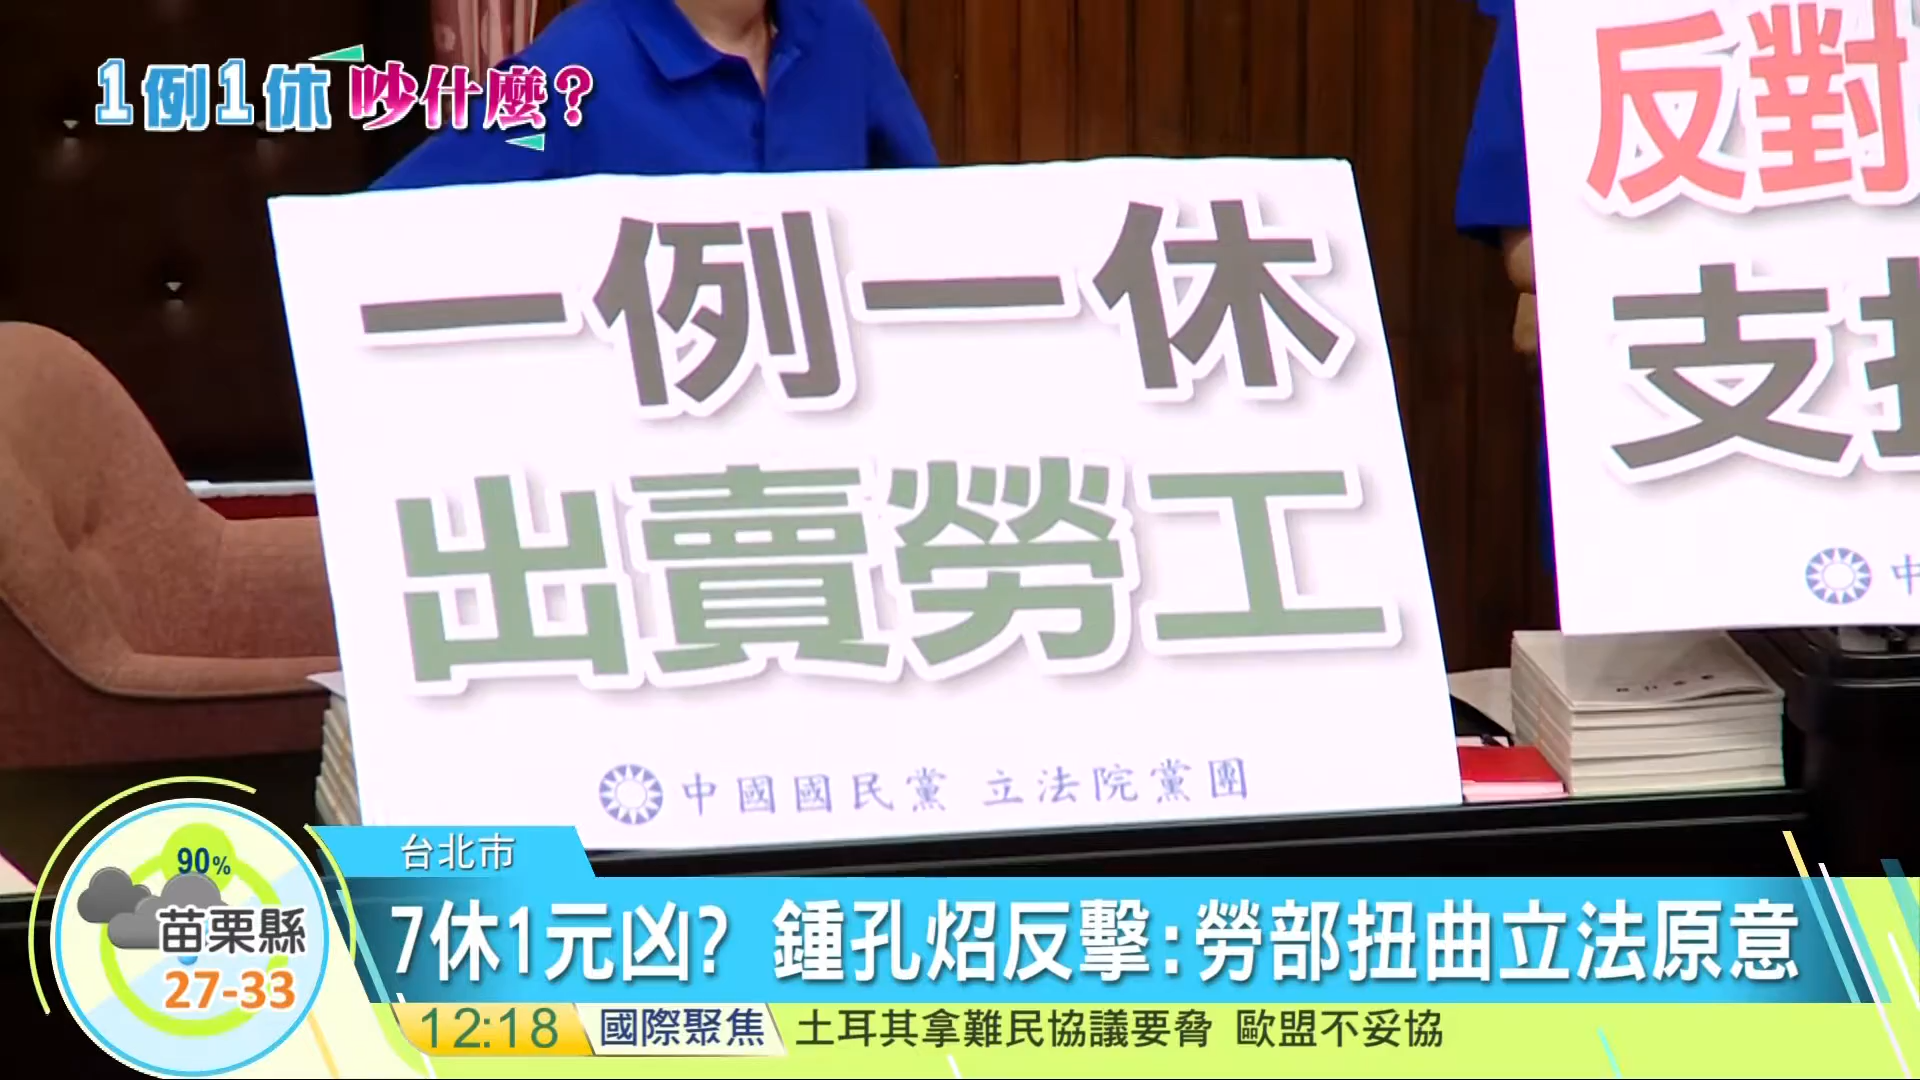 1例1休 吵什麼?
一例一休
出賣勞工
中國國民黨 立法院黨團
反對
支
中
台北市
7休1元凶? 鍾孔炤反擊:勞部扭曲立法原意
90%
苗栗縣
27-33
12:18 國際聚焦 土耳其拿難民協議要脅 歐盟不妥協